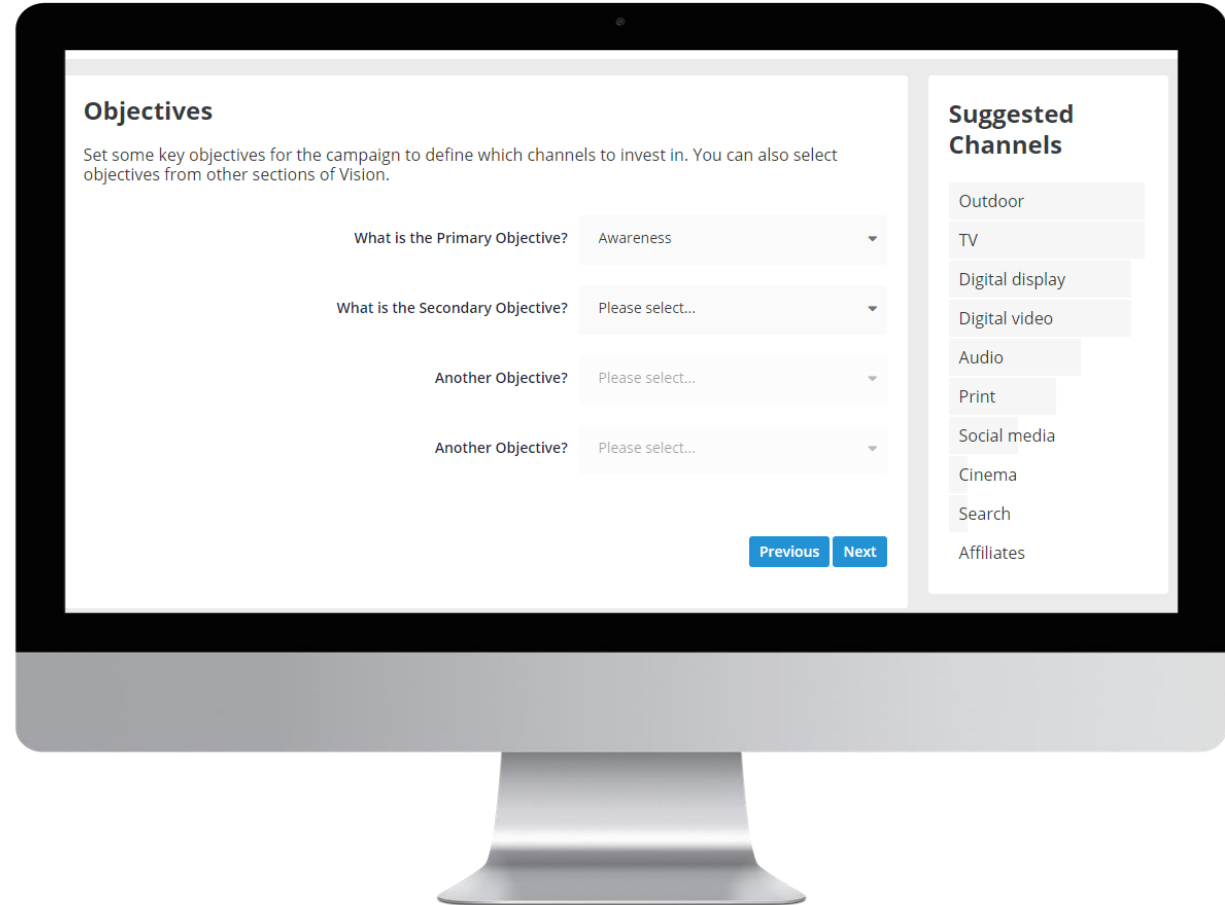 Objectives
Set some key objectives for the campaign to define which channels to invest in. You can also select
objectives from other sections of Vision.
What is the Primary Objective? Awareness
What is the Secondary Objective? Please select...
Another Objective? Please select...
Another Objective? Please select...
Previous Next
Suggested
Channels
Outdoor
TV
Digital display
Digital video
Audio
Print
Social media
Cinema
Search
Affiliates